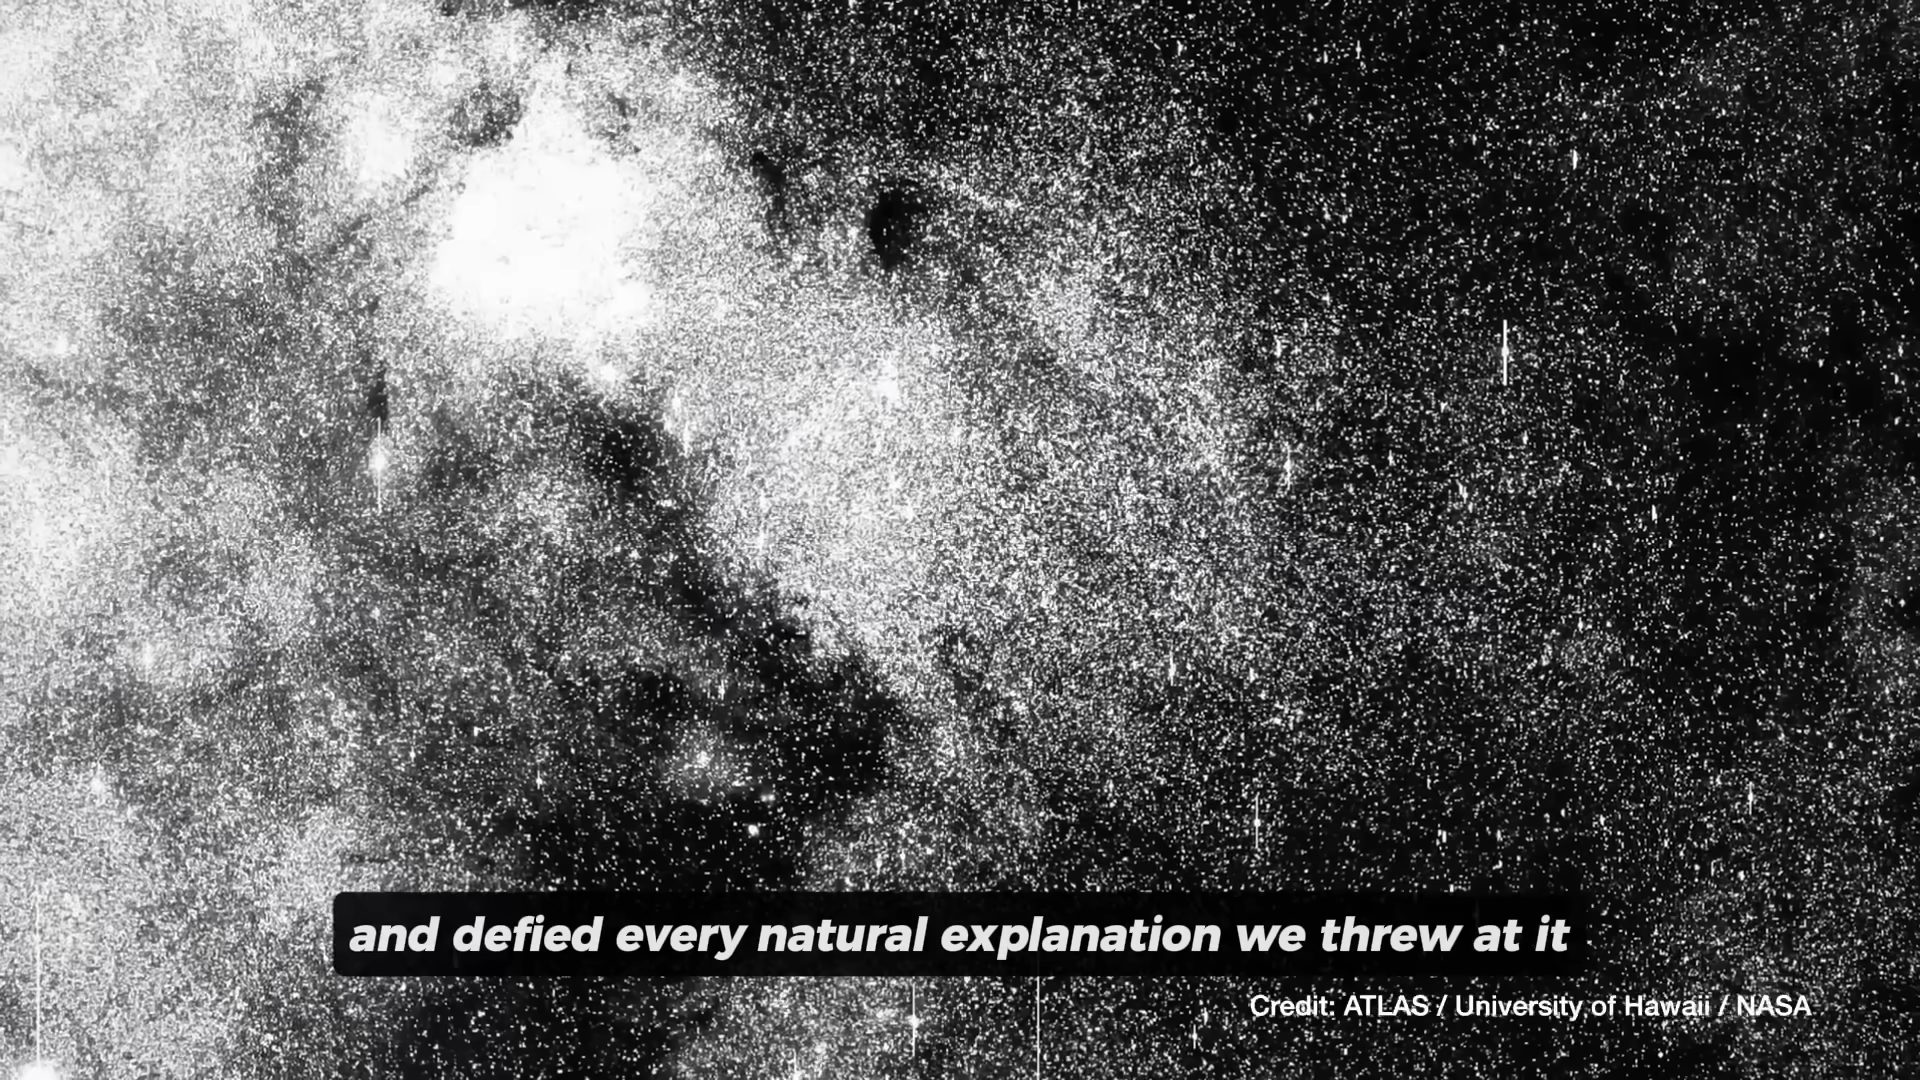 and defied every natural explanation we threw at it
Credit: ATLAS / University of Hawaii / NASA